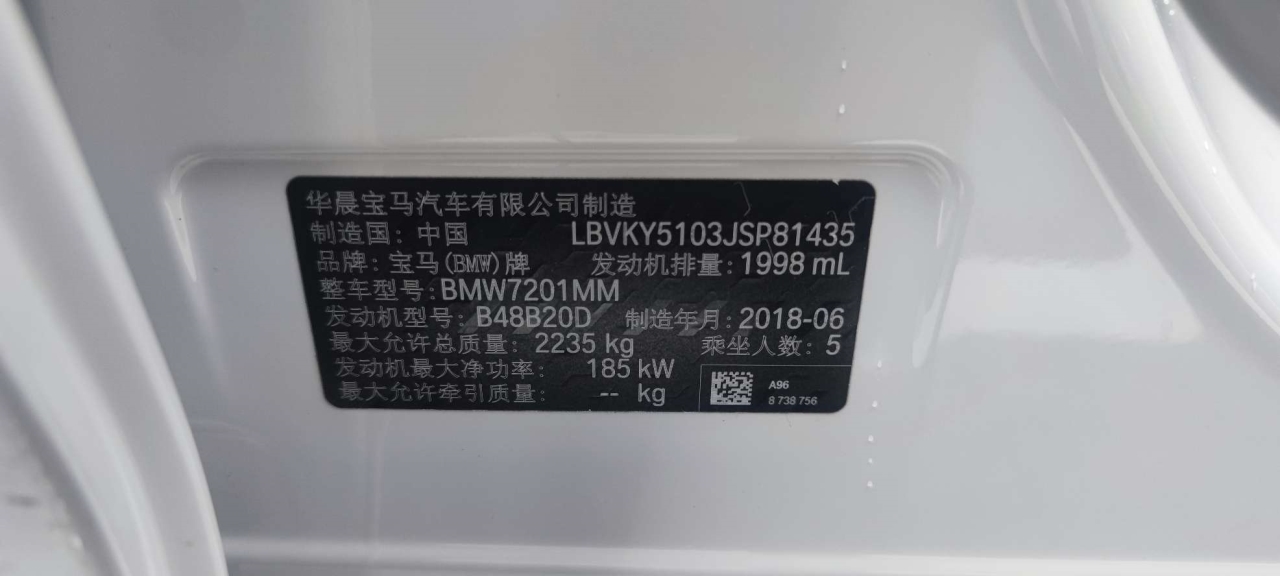 华晨宝马汽车有限公司制造
制造国：中国 LBVKY5103JSP81435
品牌：宝马(BMW)牌 发动机排量：1998 mL
整车型号：BMW7201MM
发动机型号：B48B20D 制造年月：2018-06
最大允许总质量：2235 kg 乘坐人数：5
发动机最大净功率：185 kW
最大允许牵引质量：-- kg
A96
8 738 756